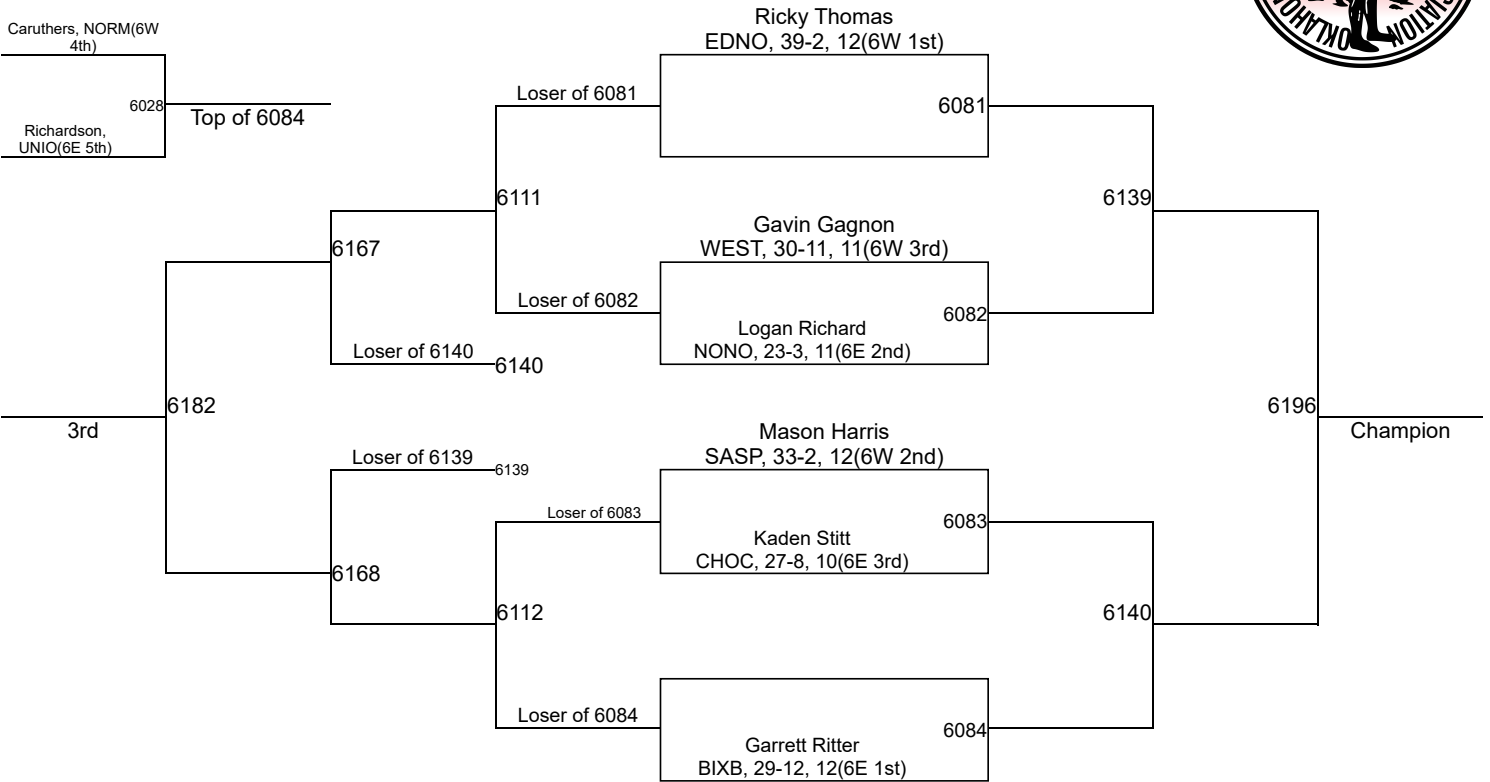 Caruthers, NORM(6W
4th)
6028
Richardson,
UNIO(6E 5th)
Top of 6084
Ricky Thomas
EDNO, 39-2, 12(6W 1st)
OKLAHO
CIATION
Loser of 6081
6081
6111
6139
Gavin Gagnon
WEST, 30-11, 11(6W 3rd)
6167
Loser of 6082
6082
Logan Richard
NONO, 23-3, 11(6E 2nd)
Loser of 6140
6140
6182
3rd
6196
Champion
Mason Harris
SASP, 33-2, 12(6W 2nd)
Loser of 6139
6139
Loser of 6083
6083
Kaden Stitt
CHOC, 27-8, 10(6E 3rd)
6168
6112
6140
Loser of 6084
6084
Garrett Ritter
BIXB, 29-12, 12(6E 1st)